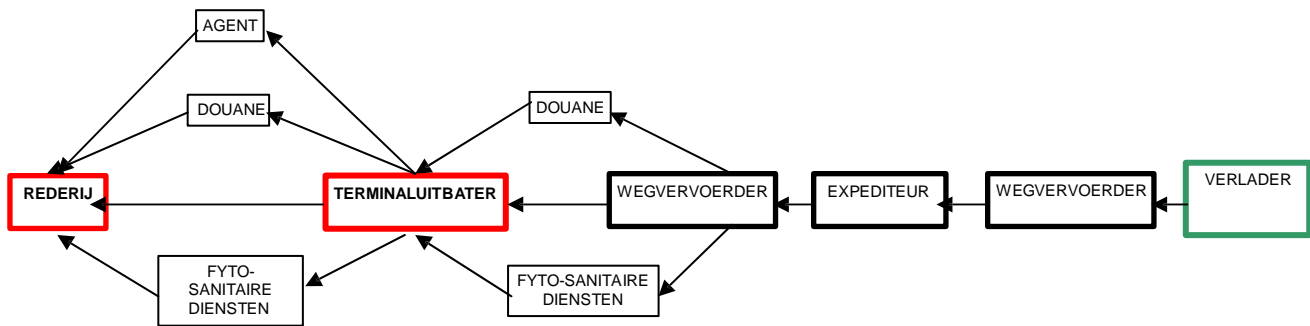 AGENT
DOUANE
DOUANE
REDERIJ
TERMINALUITBATER
WEGVERVOERDER
EXPEDITEUR
WEGVERVOERDER
VERLADER
FYTO-
SANITAIRE
DIENSTEN
FYTO-SANITAIRE
DIENSTEN